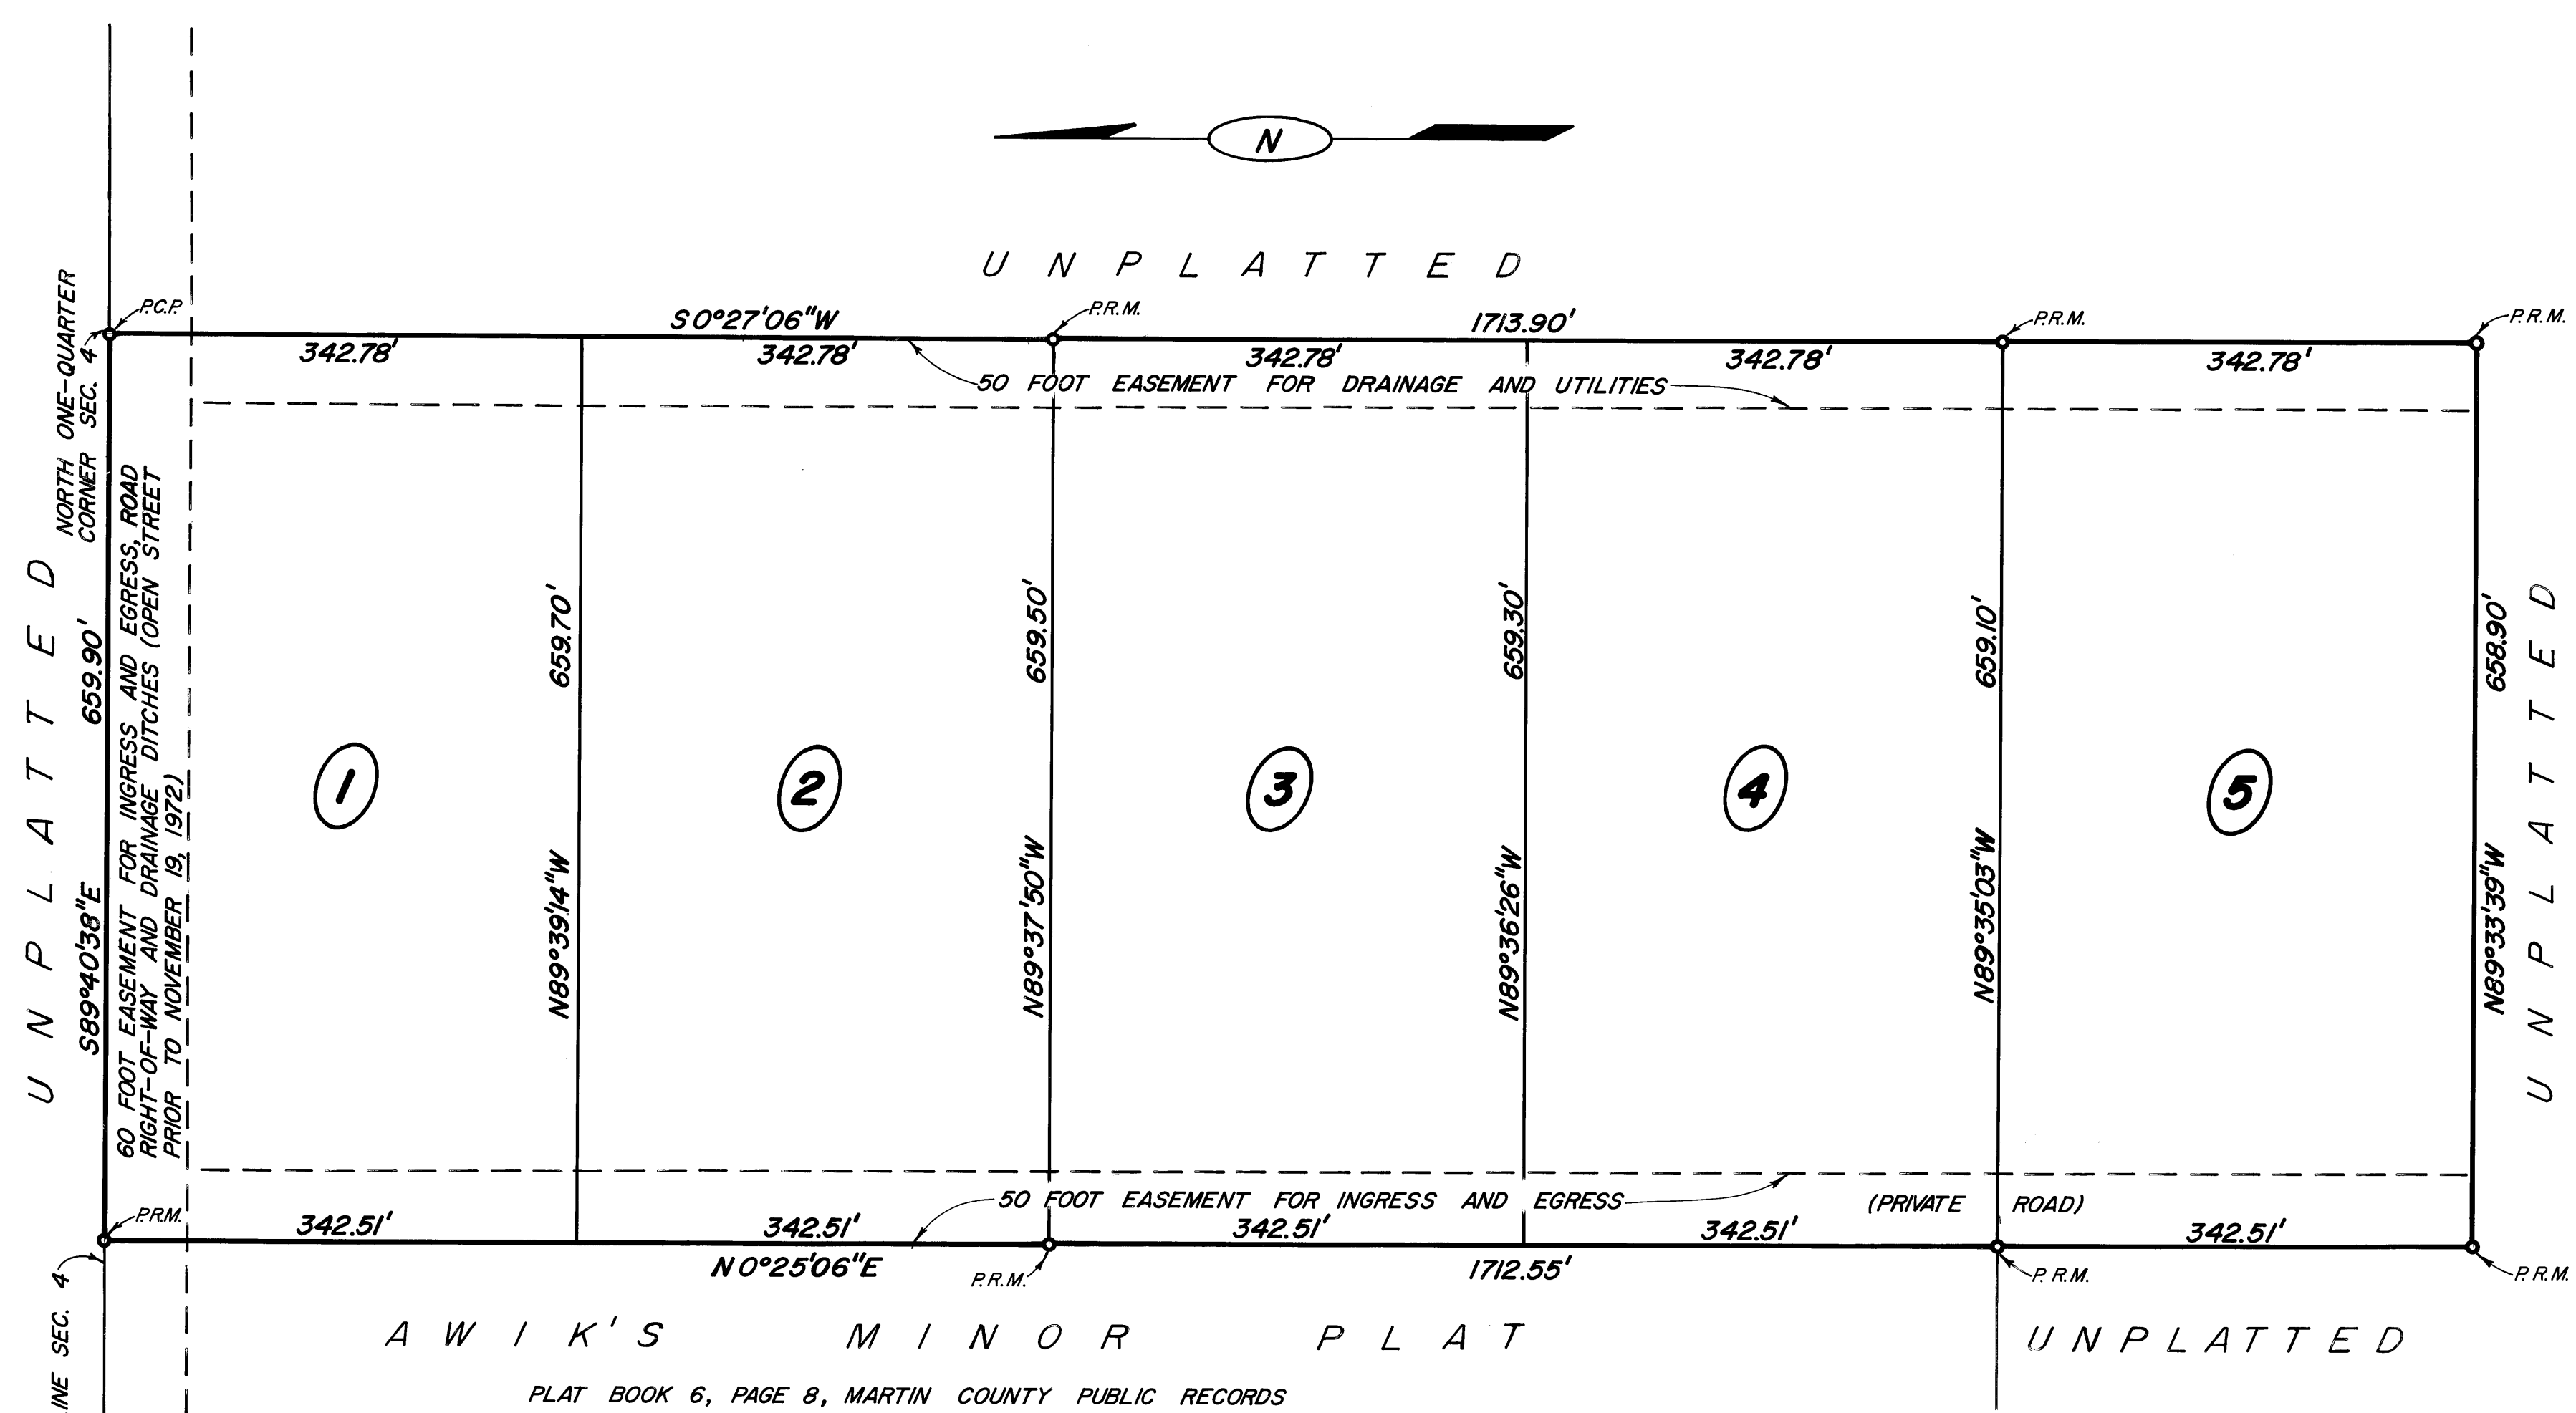 N
UNPLATTED
P.C.P.
S0°27'06"W
P.R.M.
1713.90'
P.R.M.
P.R.M.
342.78'
342.78'
342.78'
342.78'
342.78'
50 FOOT EASEMENT FOR DRAINAGE AND UTILITIES
NORTH ONE-QUARTER
CORNER SEC. 4
UNPLATTED
S89°40'38"E 659.90'
60 FOOT EASEMENT FOR INGRESS AND EGRESS, ROAD
RIGHT-OF-WAY AND DRAINAGE DITCHES (OPEN STREET
PRIOR TO NOVEMBER 19, 1972)
N89°39'14"W 659.70'
N89°37'50"W 659.50'
N89°36'26"W 659.30'
N89°35'03"W 659.10'
N89°33'39"W 658.90'
UNPLATTED
1
2
3
4
5
50 FOOT EASEMENT FOR INGRESS AND EGRESS
(PRIVATE ROAD)
P.R.M.
342.51'
342.51'
342.51'
342.51'
342.51'
N0°25'06"E
P.R.M.
1712.55'
P.R.M.
P.R.M.
INE SEC. 4
AWIK'S MINOR PLAT
UNPLATTED
PLAT BOOK 6, PAGE 8, MARTIN COUNTY PUBLIC RECORDS